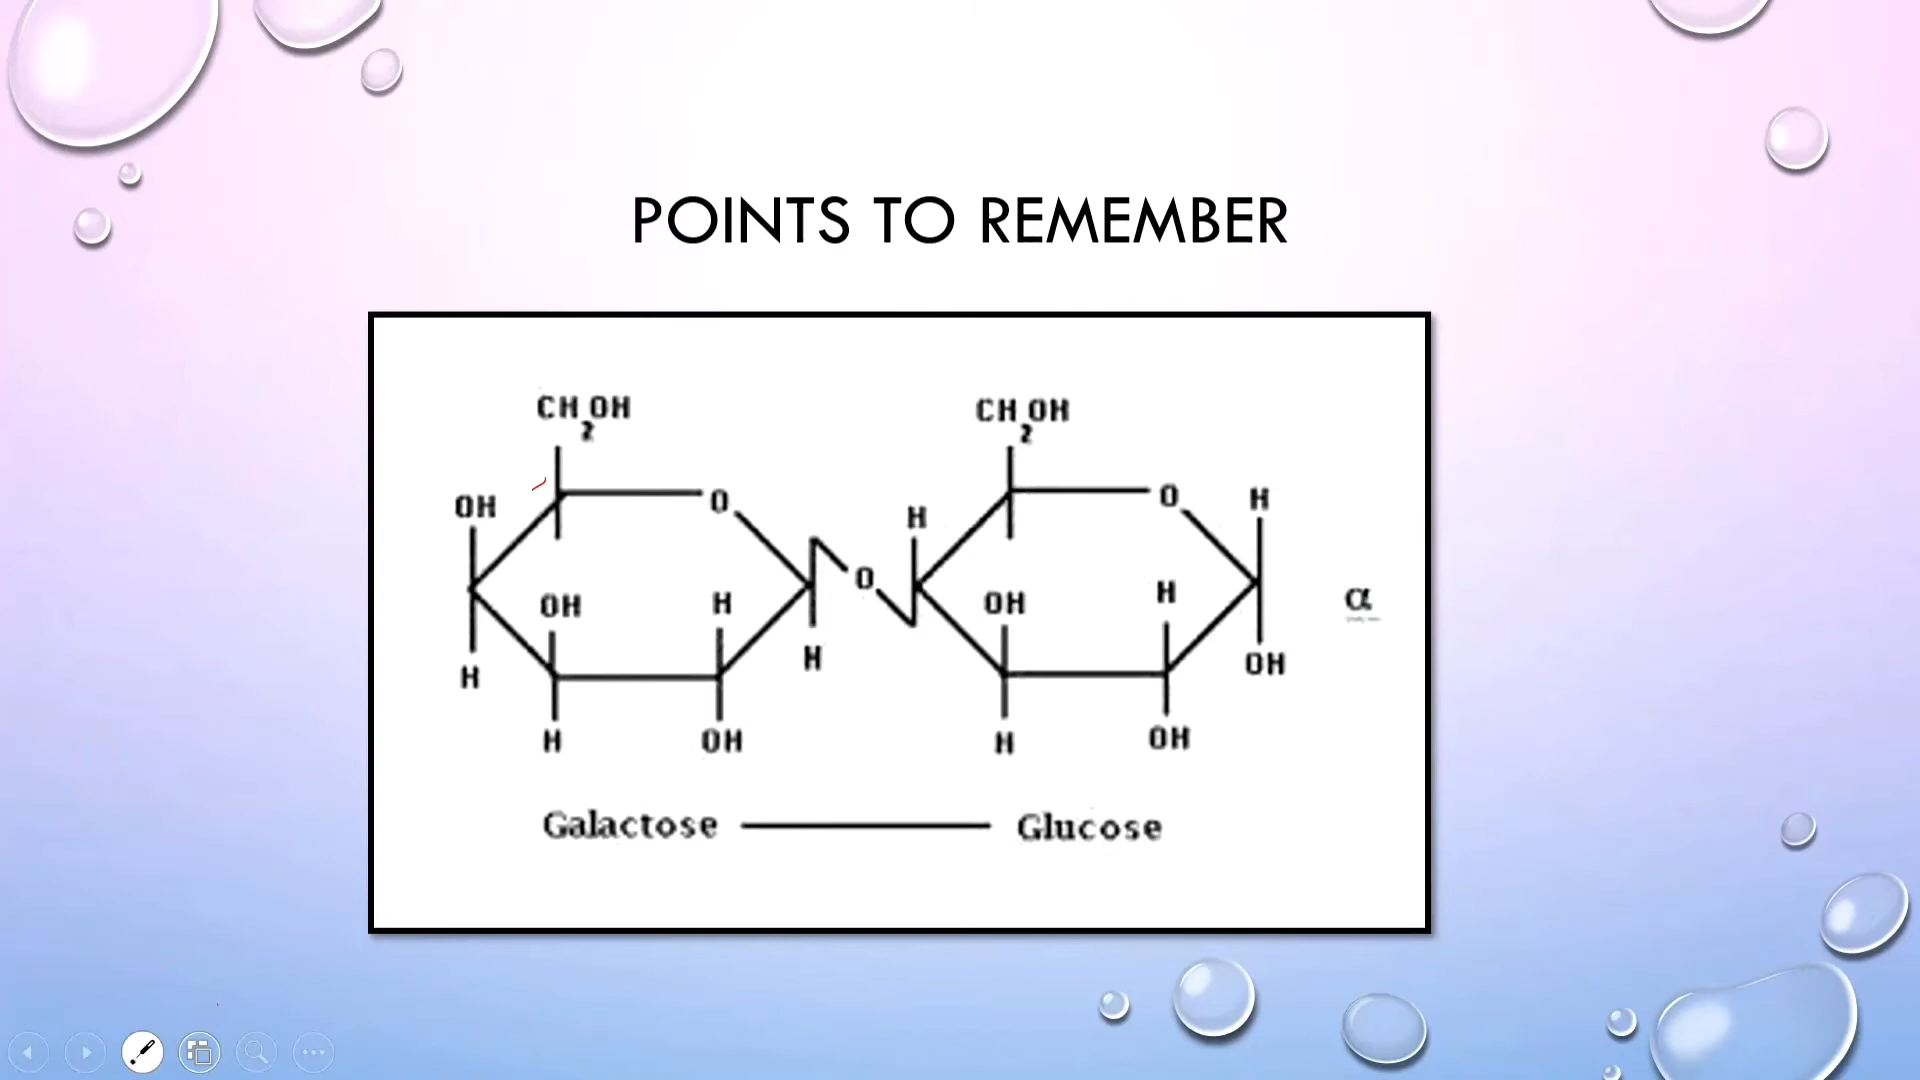 POINTS TO REMEMBER
CH2OH
CH2OH
OH
O
H
O
H
O
OH
H
OH
H
α
H
H
OH
H
OH
H
OH
Galactose
Glucose